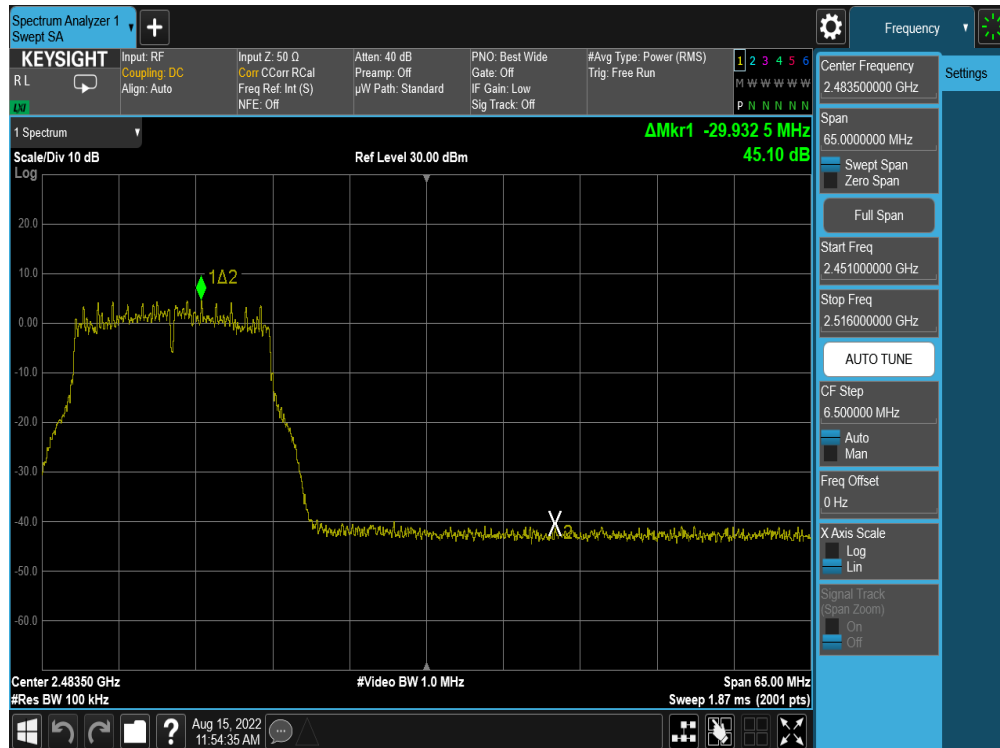 Spectrum Analyzer 1
Swept SA
Frequency
KEYSIGHT
R L
LXI
Input: RF
Coupling: DC
Align: Auto
Input Z: 50 Ω
Corr CCorr RCal
Freq Ref: Int (S)
NFE: Off
Atten: 40 dB
Preamp: Off
µW Path: Standard
PNO: Best Wide
Gate: Off
IF Gain: Low
Sig Track: Off
#Avg Type: Power (RMS)
Trig: Free Run
1 2 3 4 5 6
M W W W W W
P N N N N N
1 Spectrum
ΔMkr1 -29.932 5 MHz
Scale/Div 10 dB
Ref Level 30.00 dBm
45.10 dB
Log
20.0
10.0
0.00
-10.0
-20.0
-30.0
-40.0
-50.0
-60.0
1Δ2
X2
Center 2.48350 GHz
#Video BW 1.0 MHz
Span 65.00 MHz
#Res BW 100 kHz
Sweep 1.87 ms (2001 pts)
Center Frequency
2.483500000 GHz
Settings
Span
65.0000000 MHz
Swept Span
Zero Span
Full Span
Start Freq
2.451000000 GHz
Stop Freq
2.516000000 GHz
AUTO TUNE
CF Step
6.500000 MHz
Auto
Man
Freq Offset
0 Hz
X Axis Scale
Log
Lin
Signal Track
(Span Zoom)
On
Off
Aug 15, 2022
11:54:35 AM